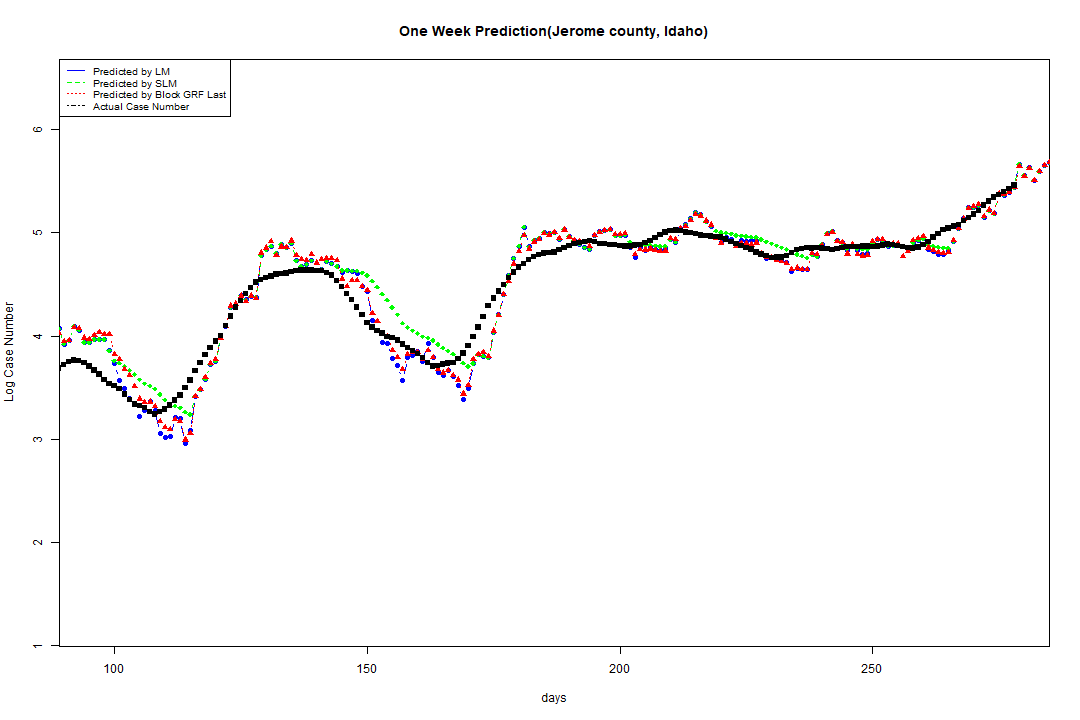 One Week Prediction(Jerome county, Idaho)
Predicted by LM
Predicted by SLM
Predicted by Block GRF Last
Actual Case Number
6
5
4
3
2
1
Log Case Number
100 150 200 250
days